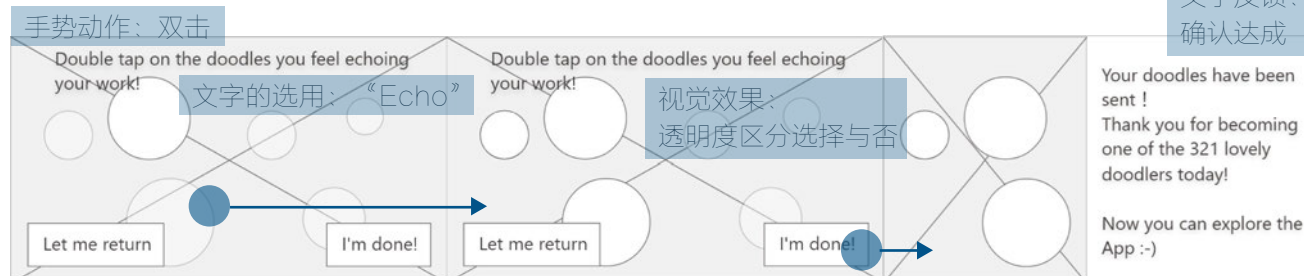 手势动作：双击
文字反馈：
确认达成
Double tap on the doodles you feel echoing
your work!
文字的选用：“Echo”
Let me return
I'm done!
Double tap on the doodles you feel echoing
your work!
视觉效果：
透明度区分选择与否
Let me return
I'm done!
Your doodles have been
sent !
Thank you for becoming
one of the 321 lovely
doodlers today!
Now you can explore the
App :-)